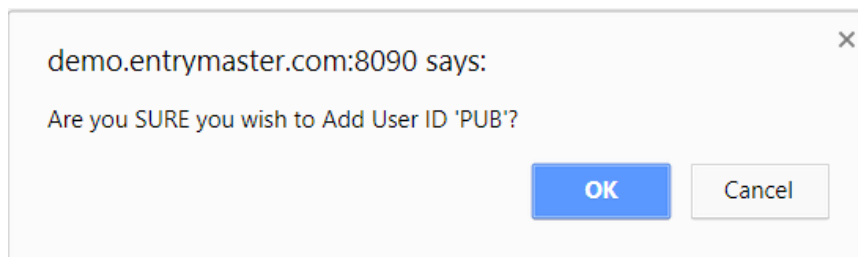 demo.entrymaster.com:8090 says:
Are you SURE you wish to Add User ID 'PUB'?
OK
Cancel